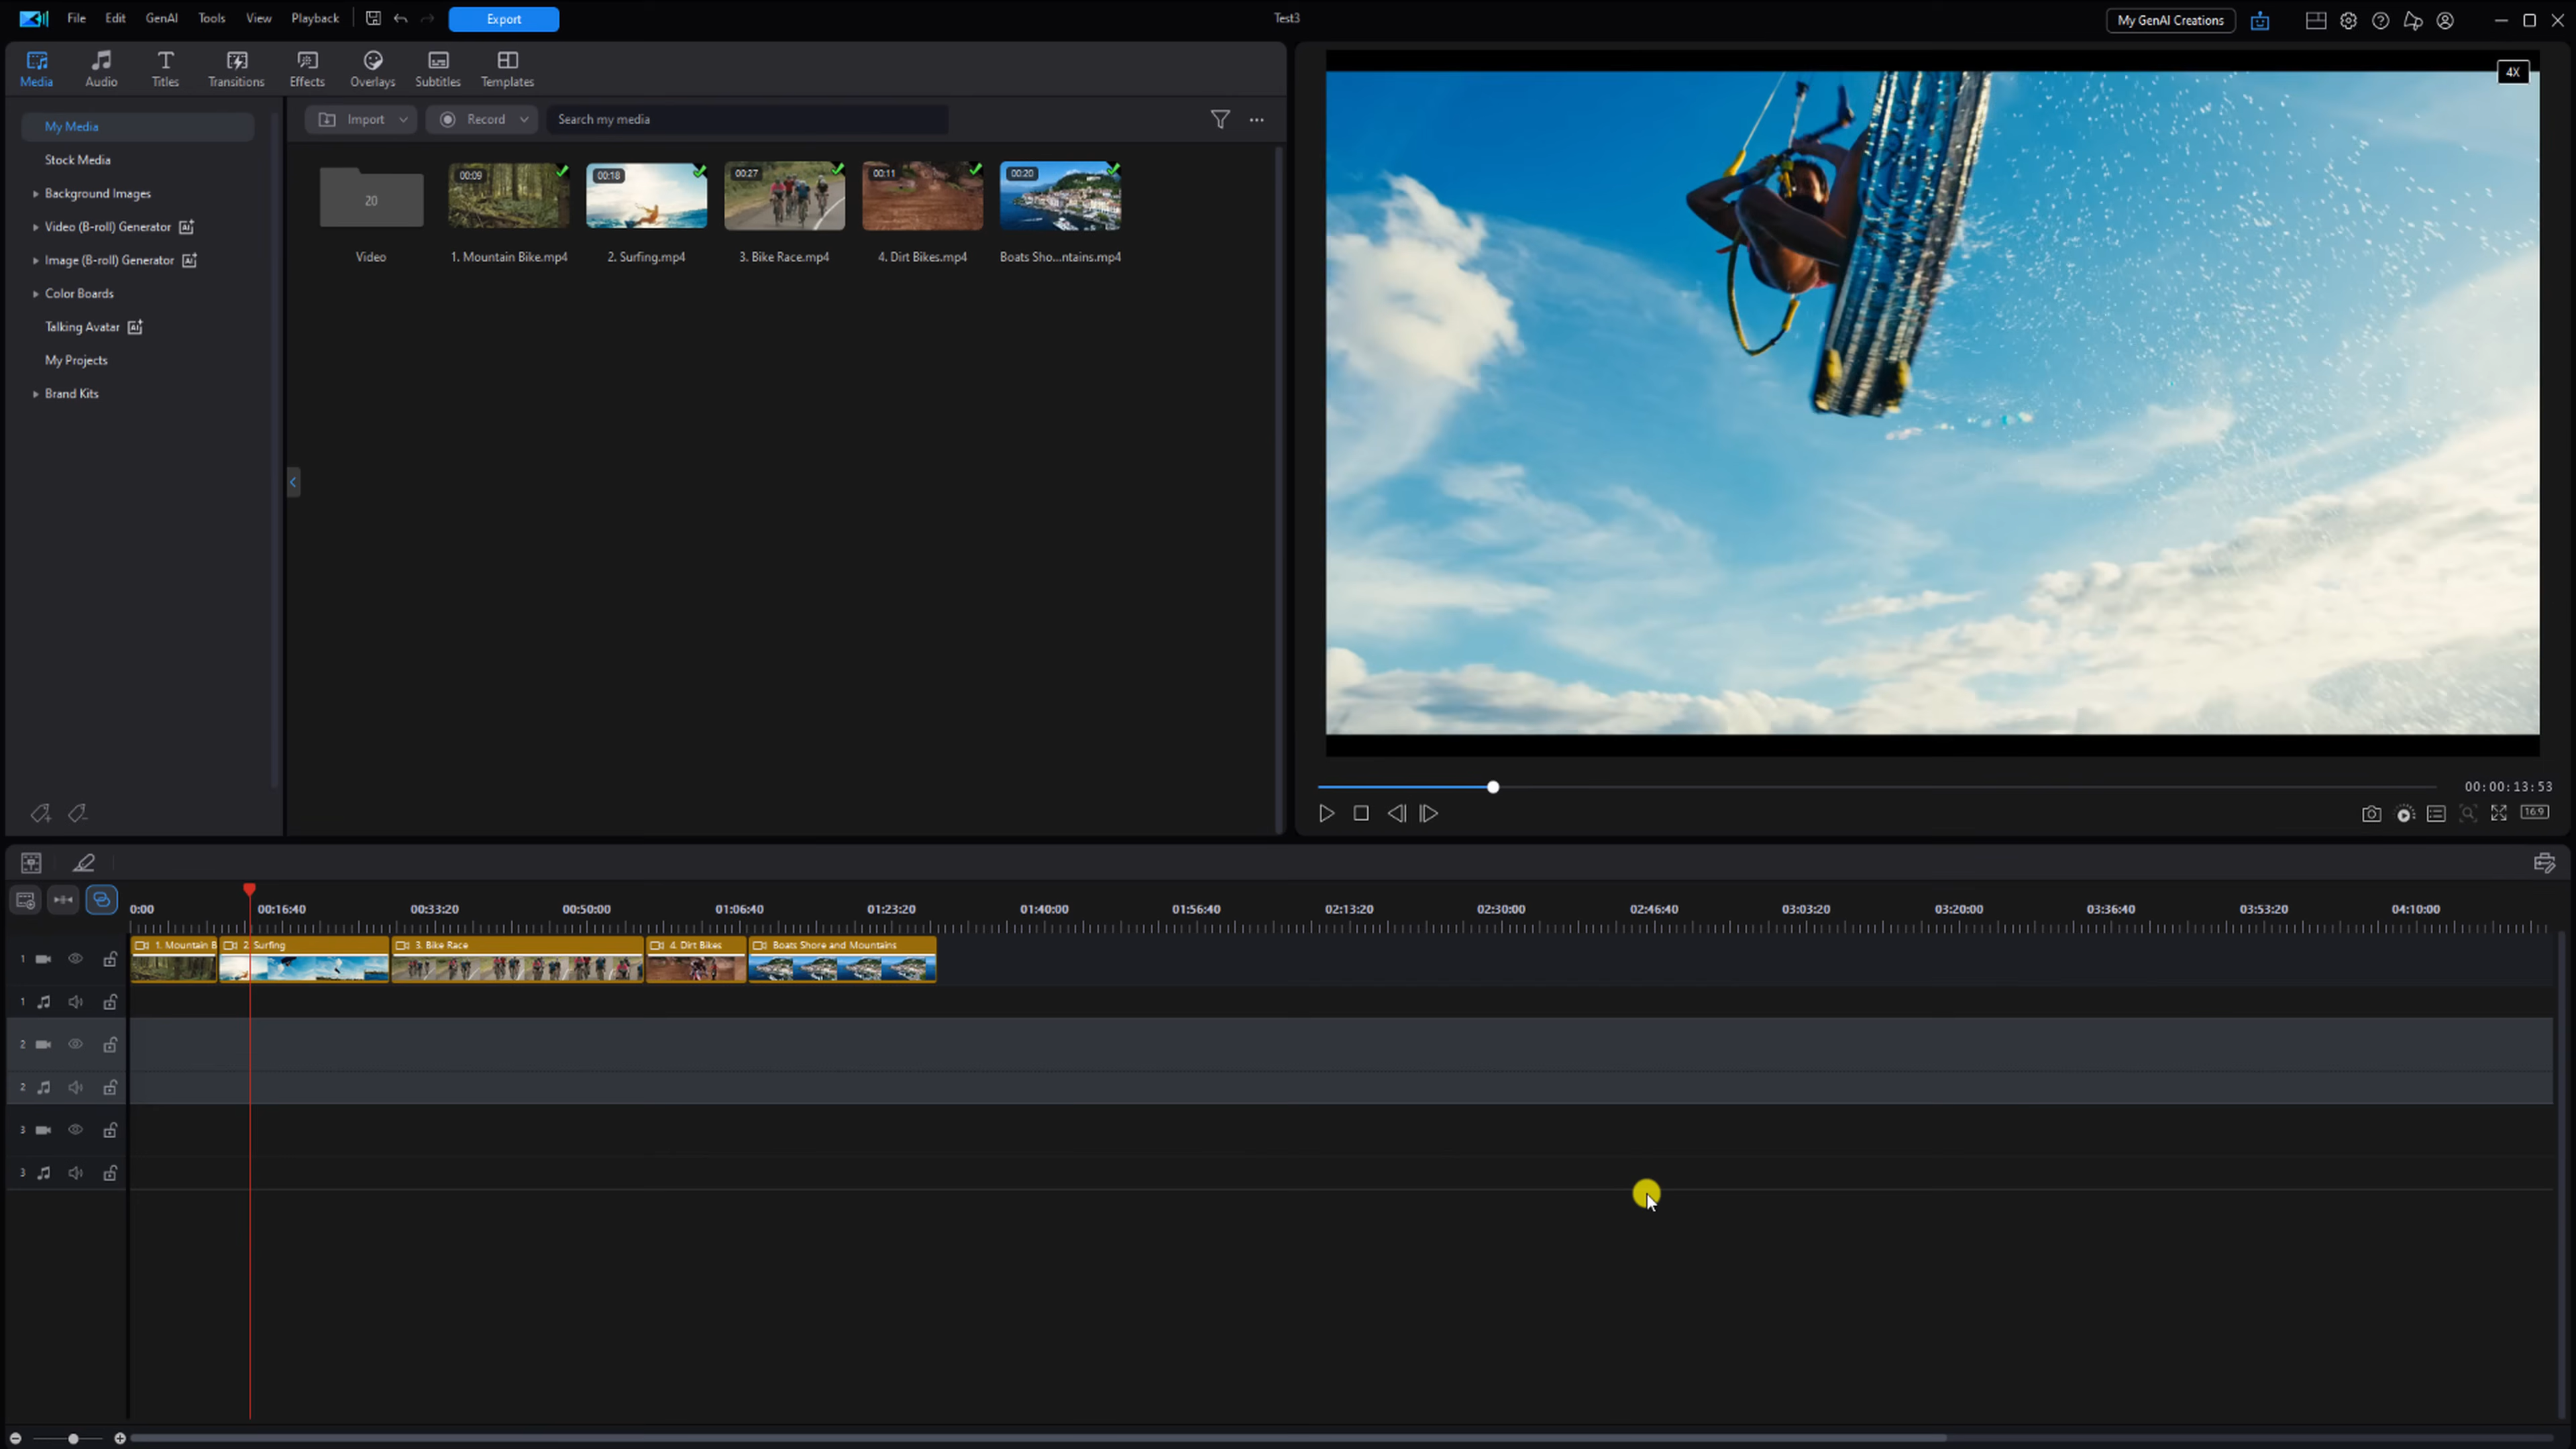 File Edit GenAI Tools View Playback Export Test3 My GenAI Creations
Media Audio Titles Transitions Effects Overlays Subtitles Templates
4X
Import Record Search my media
My Media
Stock Media
Background Images
Video (B-roll) Generator AI
Image (B-roll) Generator AI
Color Boards
Talking Avatar AI
My Projects
Brand Kits
20 00:09 00:18 00:27 00:11 00:20
Video 1. Mountain Bike.mp4 2. Surfing.mp4 3. Bike Race.mp4 4. Dirt Bikes.mp4 Boats Sho...ntains.mp4
00:00:13:53
16:9
0:00 00:16:40 00:33:20 00:50:00 01:06:40 01:23:20 01:40:00 01:56:40 02:13:20 02:30:00 02:46:40 03:03:20 03:20:00 03:36:40 03:53:20 04:10:00
1 1. Mountain B 2. Surfing 3. Bike Race 4. Dirt Bikes Boats Shore and Mountains
1
2
2
3
3